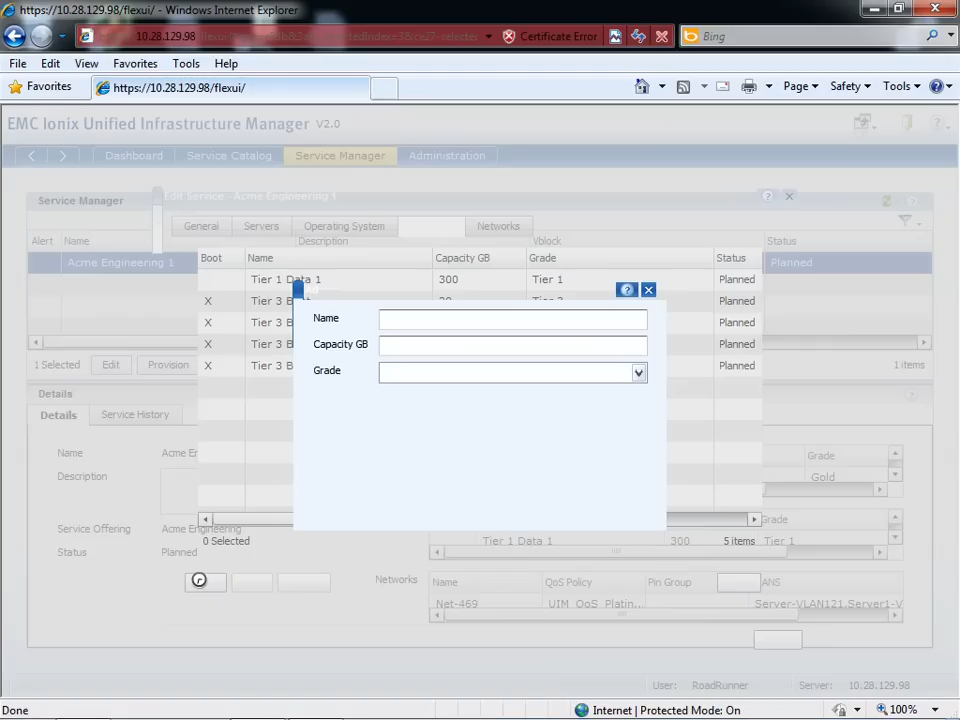 https://10.28.129.98/flexui/ - Windows Internet Explorer
10.28.129.98
Certificate Error
Bing
File Edit View Favorites Tools Help
Favorites
https://10.28.129.98/flexui/
Page Safety Tools
EMC Ionix Unified Infrastructure Manager V2.0
Dashboard Service Catalog Service Manager Administration
Service Manager
Edit Service - Acme Engineering 1
General Servers Operating System Networks
Alert Name Description Vblock Status
Acme Engineering 1 Planned
Boot Name Capacity GB Grade Status
Tier 1 Data 1 300 Tier 1 Planned
X Tier 3 B Planned
X Tier 3 B Planned
X Tier 3 B Planned
X Tier 3 B Planned
Name
Capacity GB
Grade
1 Selected Edit Provision 1 items
Details
Details Service History
Name Acme En
Description
Service Offering Acme Engineering
Status Planned
Grade
Gold
Grade
0 Selected 5 items
Tier 1 Data 1 300 Tier 1
Networks Name QoS Policy Pin Group ANS
Net-469 UIM_QoS_Platin... Server-VLAN121,Server1-V
User: RoadRunner Server: 10.28.129.98
Done Internet | Protected Mode: On 100%